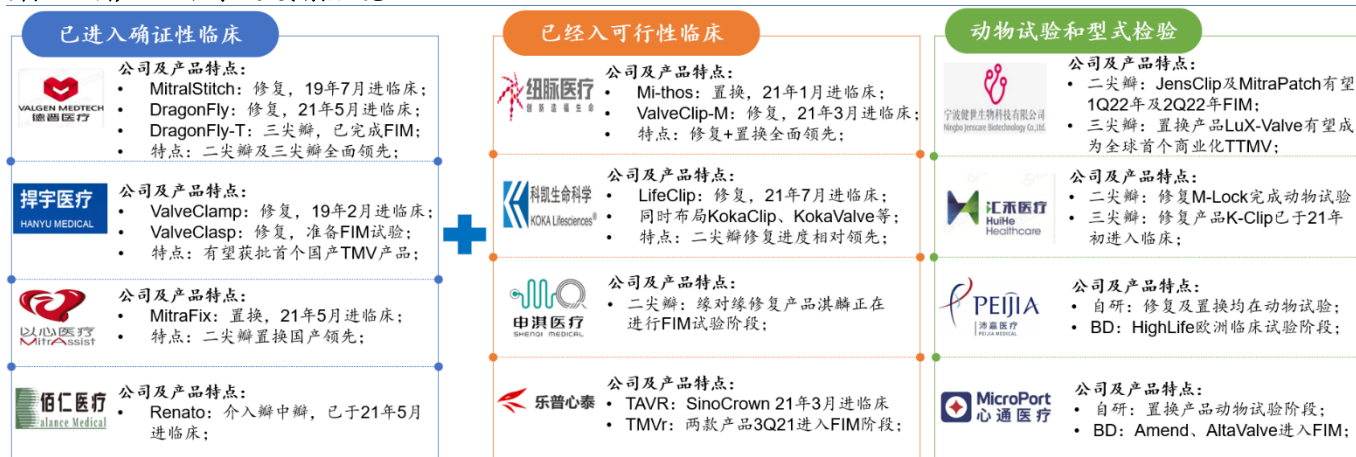 已进入确证性临床
VALGEN MEDTECH
德晋医疗
公司及产品特点：
• MitralStitch：修复，19年7月进临床；
• DragonFly：修复，21年5月进临床；
• DragonFly-T：三尖瓣，已完成FIM；
• 特点：二尖瓣及三尖瓣全面领先；
捍宇医疗
HANYU MEDICAL
公司及产品特点：
• ValveClamp：修复，19年2月进临床；
• ValveClasp：修复，准备FIM试验；
• 特点：有望获批首个国产TMV产品；
以心医疗
MitrAssist
公司及产品特点：
• MitraFix：置换，21年5月进临床；
• 特点：二尖瓣置换国产领先；
佰仁医疗
alance Medical
公司及产品特点：
• Renato：介入瓣中瓣，已于21年5月
进临床；
已经入可行性临床
纽脉医疗
创新造福生命
公司及产品特点：
• Mi-thos：置换，21年1月进临床；
• ValveClip-M：修复，21年3月进临床；
• 特点：修复+置换全面领先；
科凯生命科学
KOKA Lifesciences®
公司及产品特点：
• LifeClip：修复，21年7月进临床；
• 同时布局KokaClip、KokaValve等；
• 特点：二尖瓣修复进度相对领先；
申淇医疗
SHENQI MEDICAL
• 二尖瓣：缘对缘修复产品淇麟正在
进行FIM试验阶段；
乐普心泰
公司及产品特点：
• TAVR：SinoCrown 21年3月进临床
• TMVr：两款产品3Q21进入FIM阶段；
动物试验和型式检验
宁波健世生物科技有限公司
Ningbo Jenscare Biotechnology Co.,Ltd.
公司及产品特点：
• 二尖瓣：JensClip及MitraPatch有望
1Q22年及2Q22年FIM；
• 三尖瓣：置换产品LuX-Valve有望成
为全球首个商业化TTMV；
汇禾医疗
HuiHe
Healthcare
公司及产品特点：
• 二尖瓣：修复M-Lock完成动物试验
• 三尖瓣：修复产品K-Clip已于21年
初进入临床；
PEIJIA
沛嘉医疗
PEIJIA MEDICAL
公司及产品特点：
• 自研：修复及置换均在动物试验；
• BD：HighLife欧洲临床试验阶段；
MicroPort
心通医疗
公司及产品特点：
• 自研：置换产品动物试验阶段；
• BD：Amend、AltaValve进入FIM；